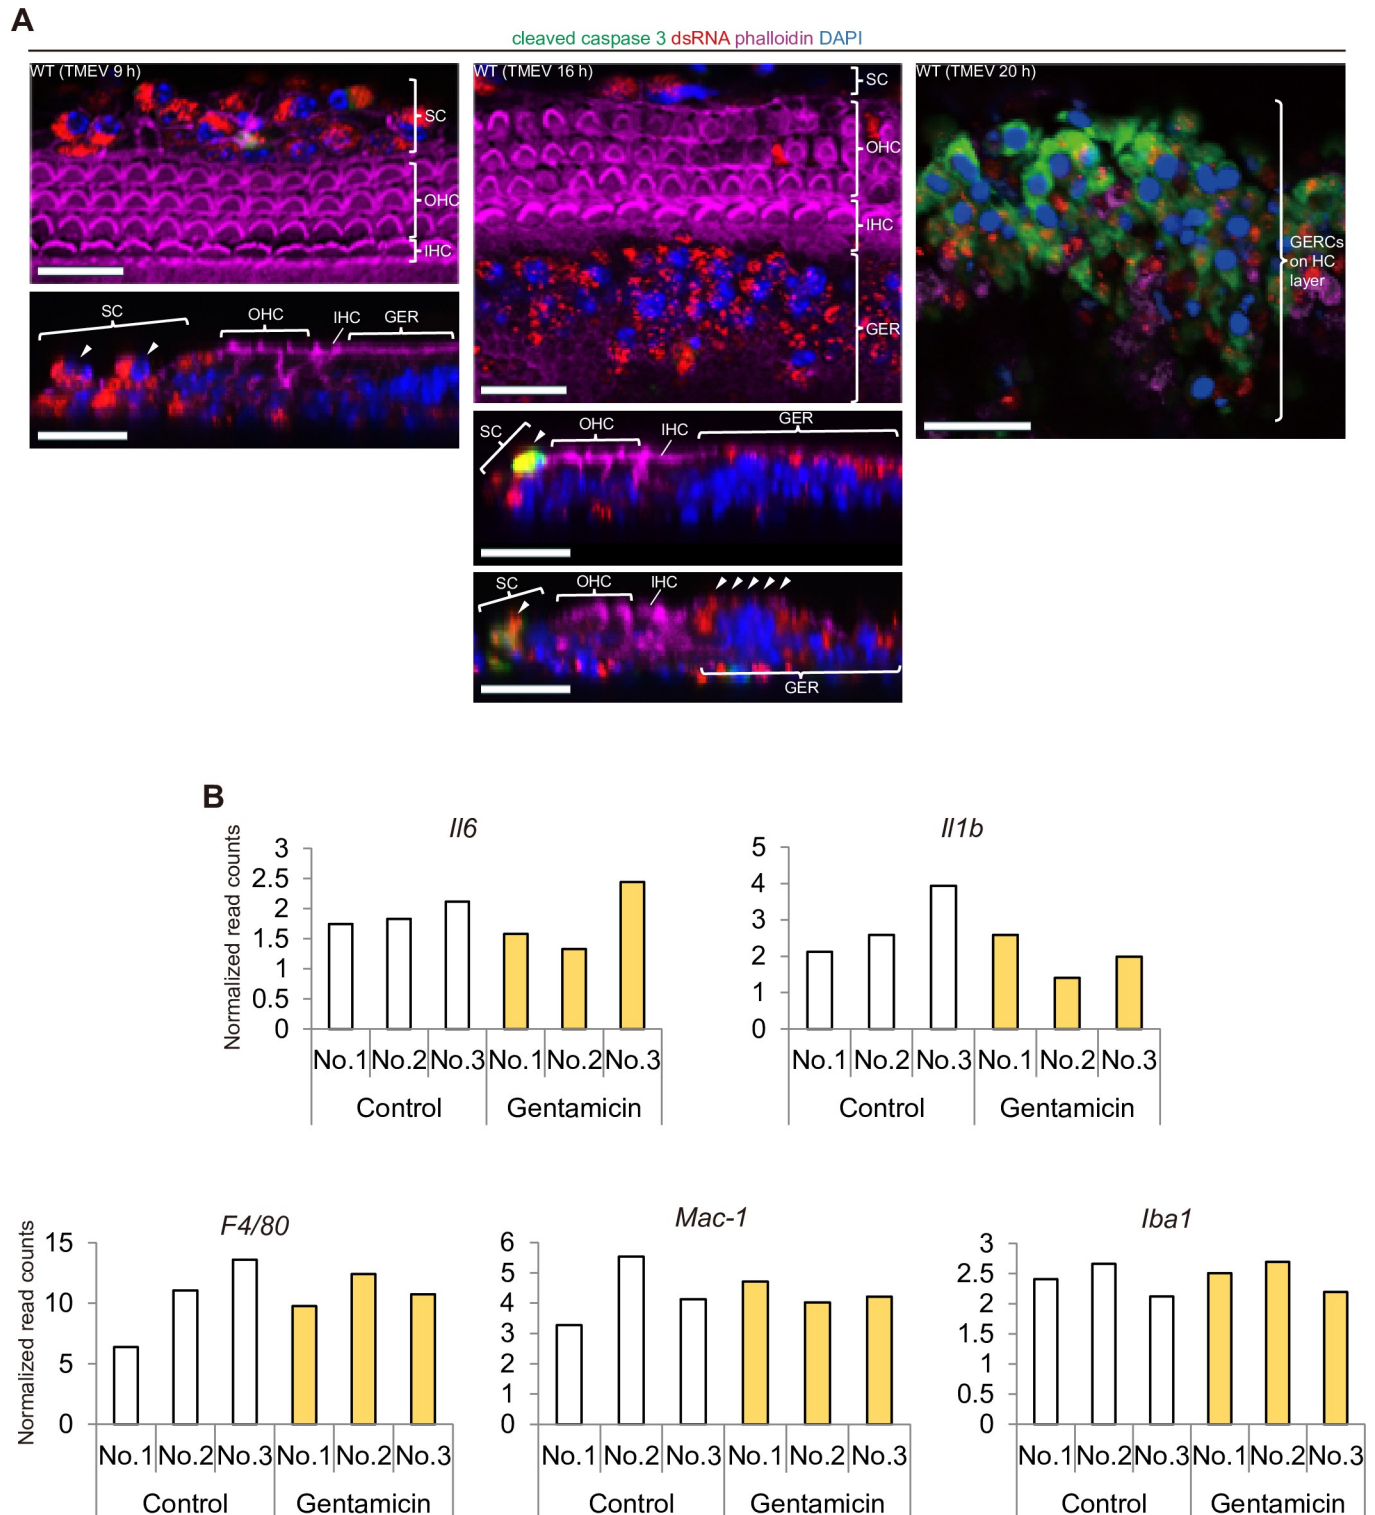 A
cleaved caspase 3 dsRNA phalloidin DAPI
WT (TMEV 9 h)
SC
OHC
IHC
SC
OHC
IHC
GER
WT (TMEV 16 h)
SC
OHC
IHC
GER
SC
OHC
IHC
GER
SC
OHC
IHC
GER
WT (TMEV 20 h)
GERCs
on HC
layer
B
Il6
Normalized read counts
3
2.5
2
1.5
1
0.5
0
No.1 No.2 No.3 No.1 No.2 No.3
Control Gentamicin
Il1b
5
4
3
2
1
0
No.1 No.2 No.3 No.1 No.2 No.3
Control Gentamicin
F4/80
Normalized read counts
15
10
5
0
No.1 No.2 No.3 No.1 No.2 No.3
Control Gentamicin
Mac-1
6
5
4
3
2
1
0
No.1 No.2 No.3 No.1 No.2 No.3
Control Gentamicin
Iba1
3
2.5
2
1.5
1
0.5
0
No.1 No.2 No.3 No.1 No.2 No.3
Control Gentamicin